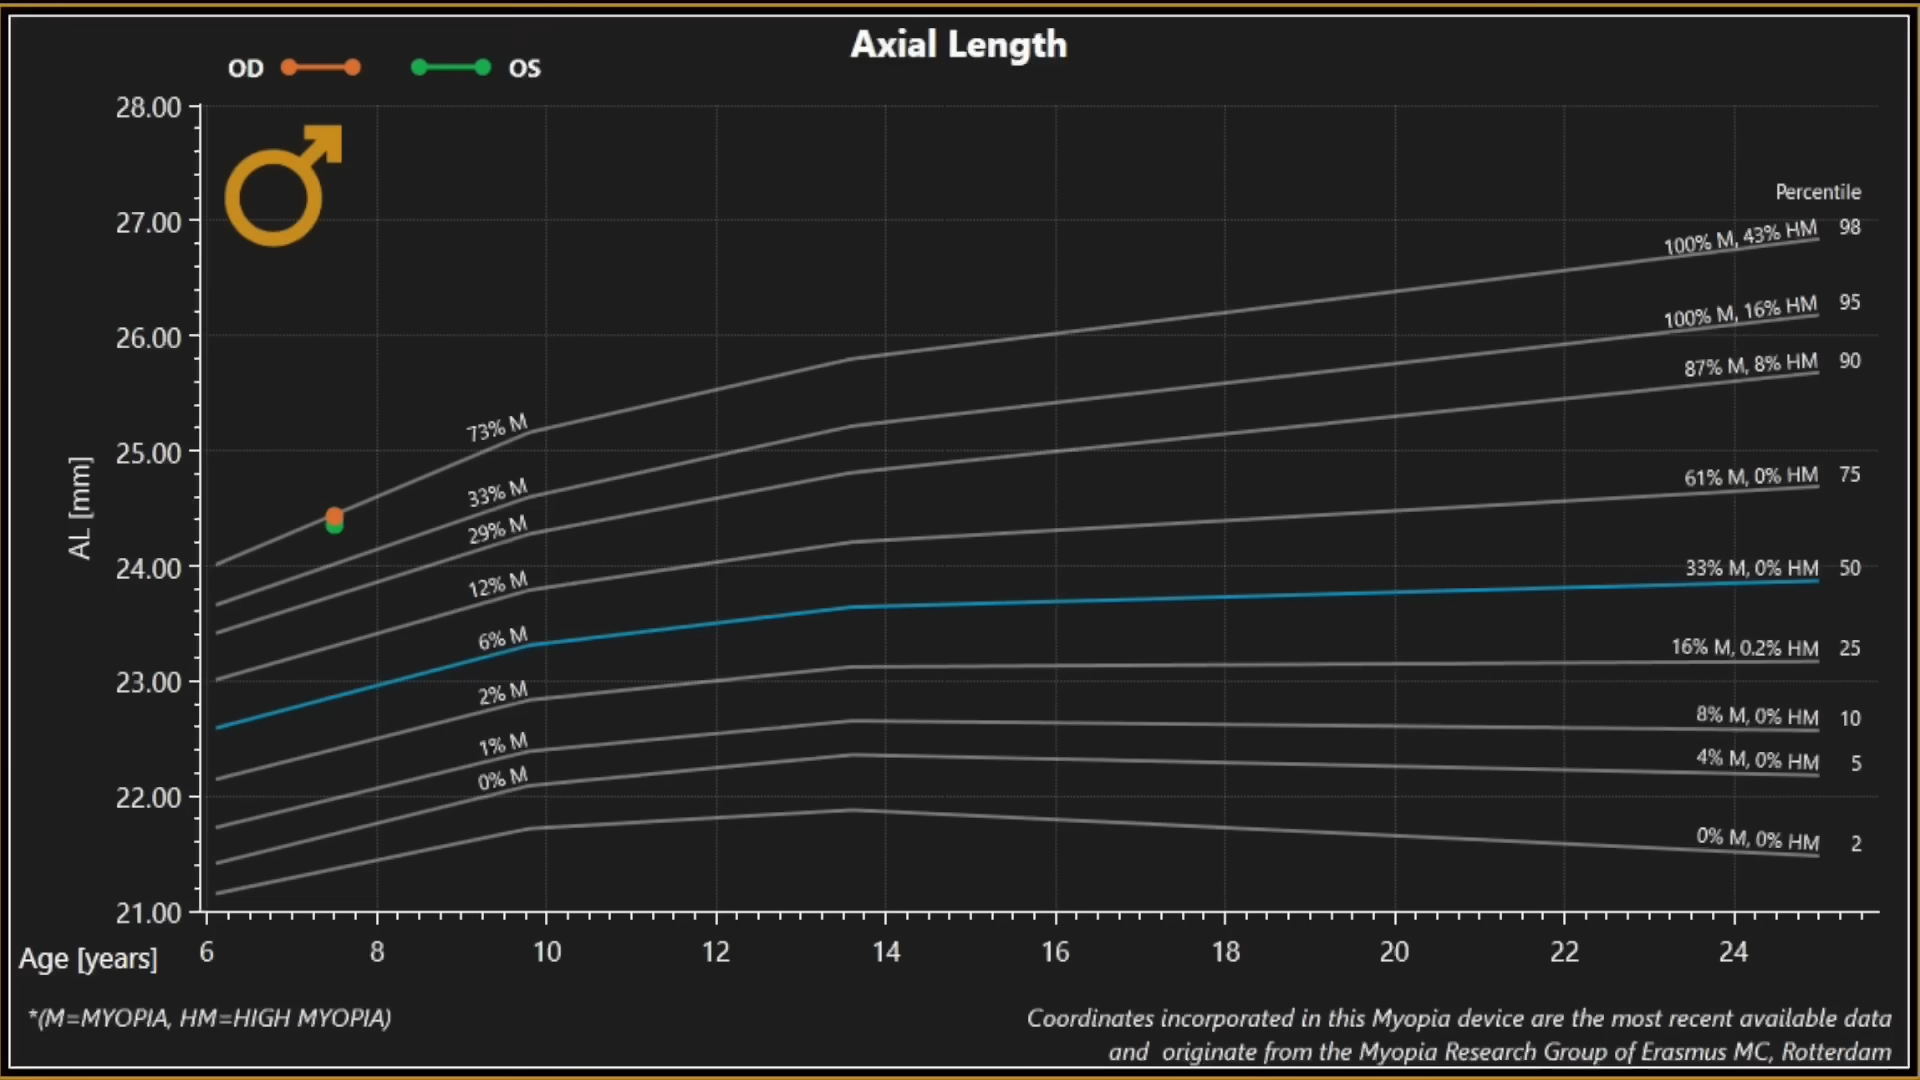 Axial Length
OD
OS
28.00
27.00
26.00
25.00
24.00
23.00
22.00
21.00
AL [mm]
Percentile
100% M, 43% HM 98
100% M, 16% HM 95
87% M, 8% HM 90
61% M, 0% HM 75
33% M, 0% HM 50
16% M, 0.2% HM 25
8% M, 0% HM 10
4% M, 0% HM 5
0% M, 0% HM 2
73% M
33% M
29% M
12% M
6% M
2% M
1% M
0% M
Age [years] 6 8 10 12 14 16 18 20 22 24
*(M=MYOPIA, HM=HIGH MYOPIA)
Coordinates incorporated in this Myopia device are the most recent available data
and originate from the Myopia Research Group of Erasmus MC, Rotterdam